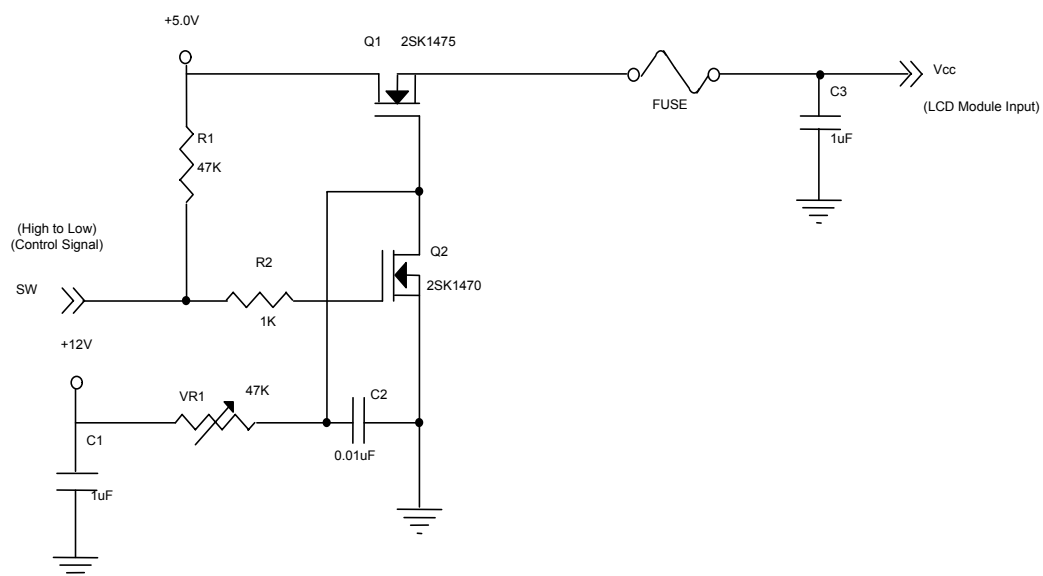 +5.0V
Q1 2SK1475
Vcc
C3
FUSE
(LCD Module Input)
R1
1uF
47K
(High to Low)
(Control Signal)
Q2
R2
SW
2SK1470
1K
+12V
47K
VR1
C2
C1
0.01uF
1uF